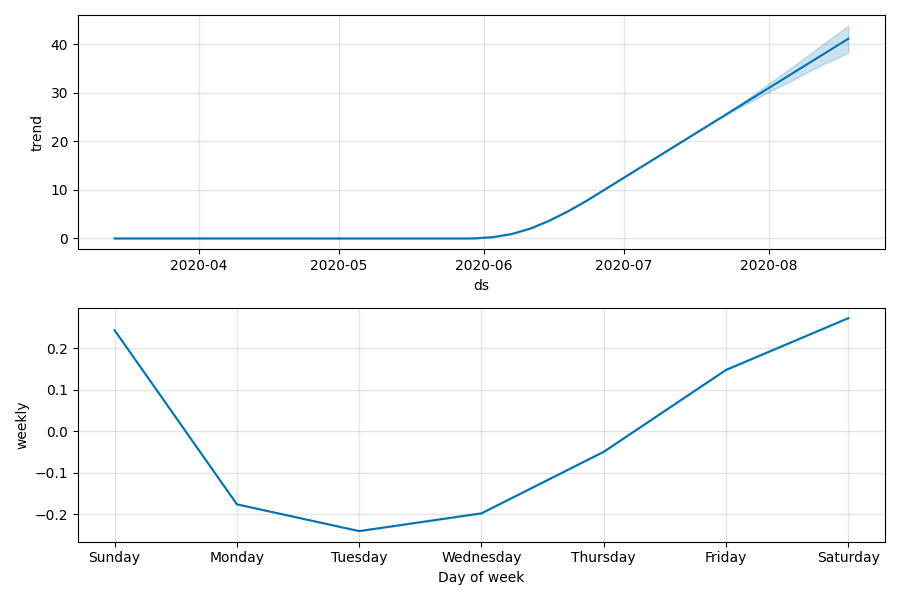 40
30
20
10
0
trend
2020-04 2020-05 2020-06 2020-07 2020-08
ds
0.2
0.1
0.0
−0.1
−0.2
weekly
Sunday Monday Tuesday Wednesday Thursday Friday Saturday
Day of week